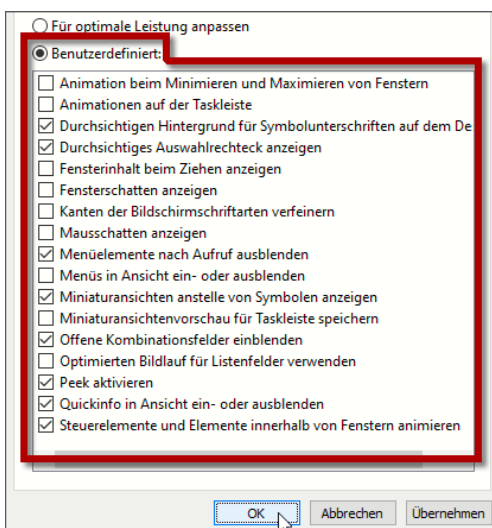 Für optimale Leistung anpassen
Benutzerdefiniert:
Animation beim Minimieren und Maximieren von Fenstern
Animationen auf der Taskleiste
Durchsichtigen Hintergrund für Symbolunterschriften auf dem De
Durchsichtiges Auswahlrechteck anzeigen
Fensterinhalt beim Ziehen anzeigen
Fensterschatten anzeigen
Kanten der Bildschirmschriftarten verfeinern
Mausschatten anzeigen
Menüelemente nach Aufruf ausblenden
Menüs in Ansicht ein- oder ausblenden
Miniaturansichten anstelle von Symbolen anzeigen
Miniaturansichtenvorschau für Taskleiste speichern
Offene Kombinationsfelder einblenden
Optimierten Bildlauf für Listenfelder verwenden
Peek aktivieren
Quickinfo in Ansicht ein- oder ausblenden
Steuerelemente und Elemente innerhalb von Fenstern animieren
OK Abbrechen Übernehmen